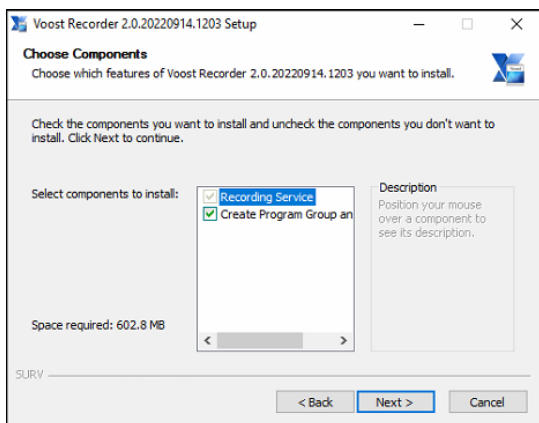 Voost Recorder 2.0.20220914.1203 Setup
Choose Components
Choose which features of Voost Recorder 2.0.20220914.1203 you want to install.
Check the components you want to install and uncheck the components you don't want to
install. Click Next to continue.
Select components to install:
Recording Service
Create Program Group an
Description
Position your mouse
over a component to
see its description.
Space required: 602.8 MB
SURV
< Back
Next >
Cancel